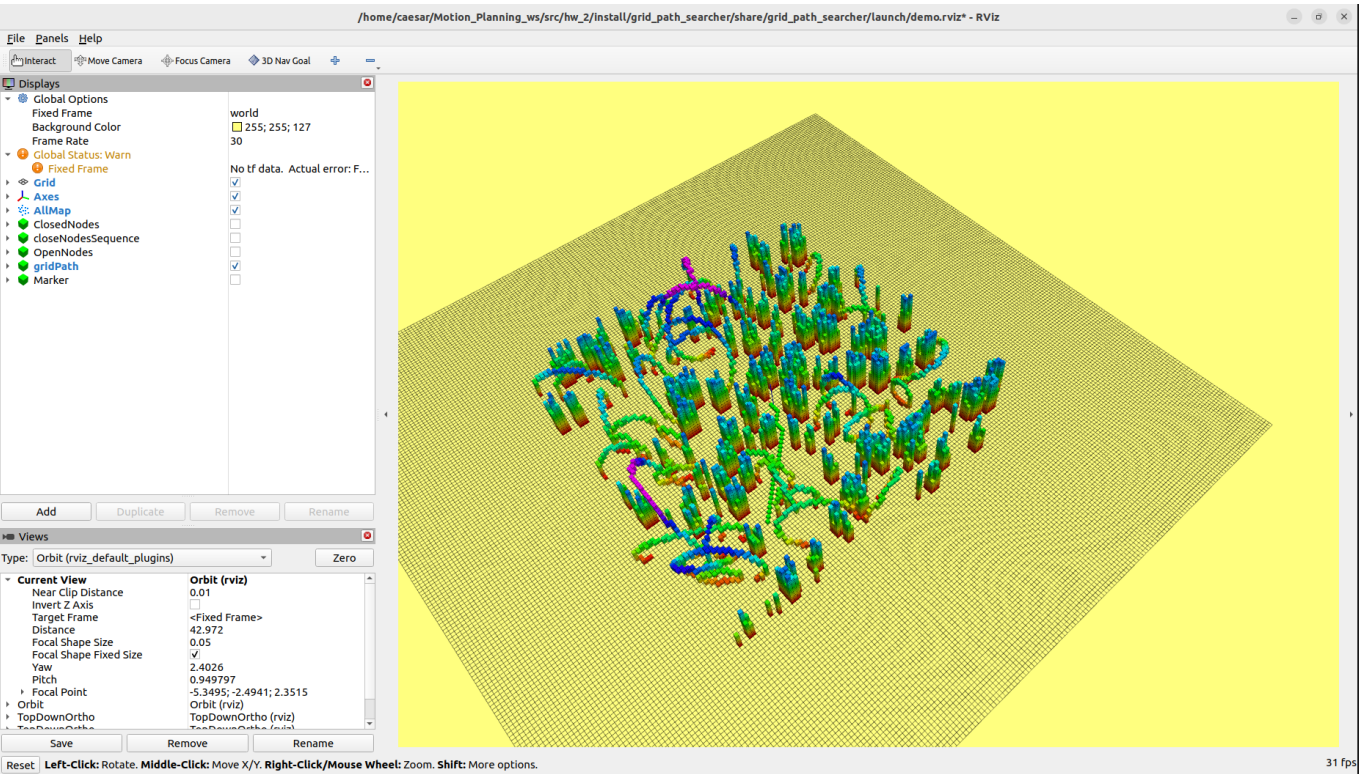 /home/caesar/Motion_Planning_ws/src/hw_2/install/grid_path_searcher/share/grid_path_searcher/launch/demo.rviz* - RViz
File Panels Help
Interact Move Camera Focus Camera 3D Nav Goal
Displays
Global Options
Fixed Frame world
Background Color 255; 255; 127
Frame Rate 30
Global Status: Warn
Fixed Frame No tf data. Actual error: F...
Grid
Axes
AllMap
ClosedNodes
closeNodesSequence
OpenNodes
gridPath
Marker
Add Duplicate Remove Rename
Views
Type: Orbit (rviz_default_plugins) Zero
Current View Orbit (rviz)
Near Clip Distance 0.01
Invert Z Axis
Target Frame <Fixed Frame>
Distance 42.972
Focal Shape Size 0.05
Focal Shape Fixed Size
Yaw 2.4026
Pitch 0.949797
Focal Point -5.3495; -2.4941; 2.3515
Orbit Orbit (rviz)
TopDownOrtho TopDownOrtho (rviz)
TopDownOrtho TopDownOrtho (rviz)
Save Remove Rename
Reset Left-Click: Rotate. Middle-Click: Move X/Y. Right-Click/Mouse Wheel: Zoom. Shift: More options. 31 fps